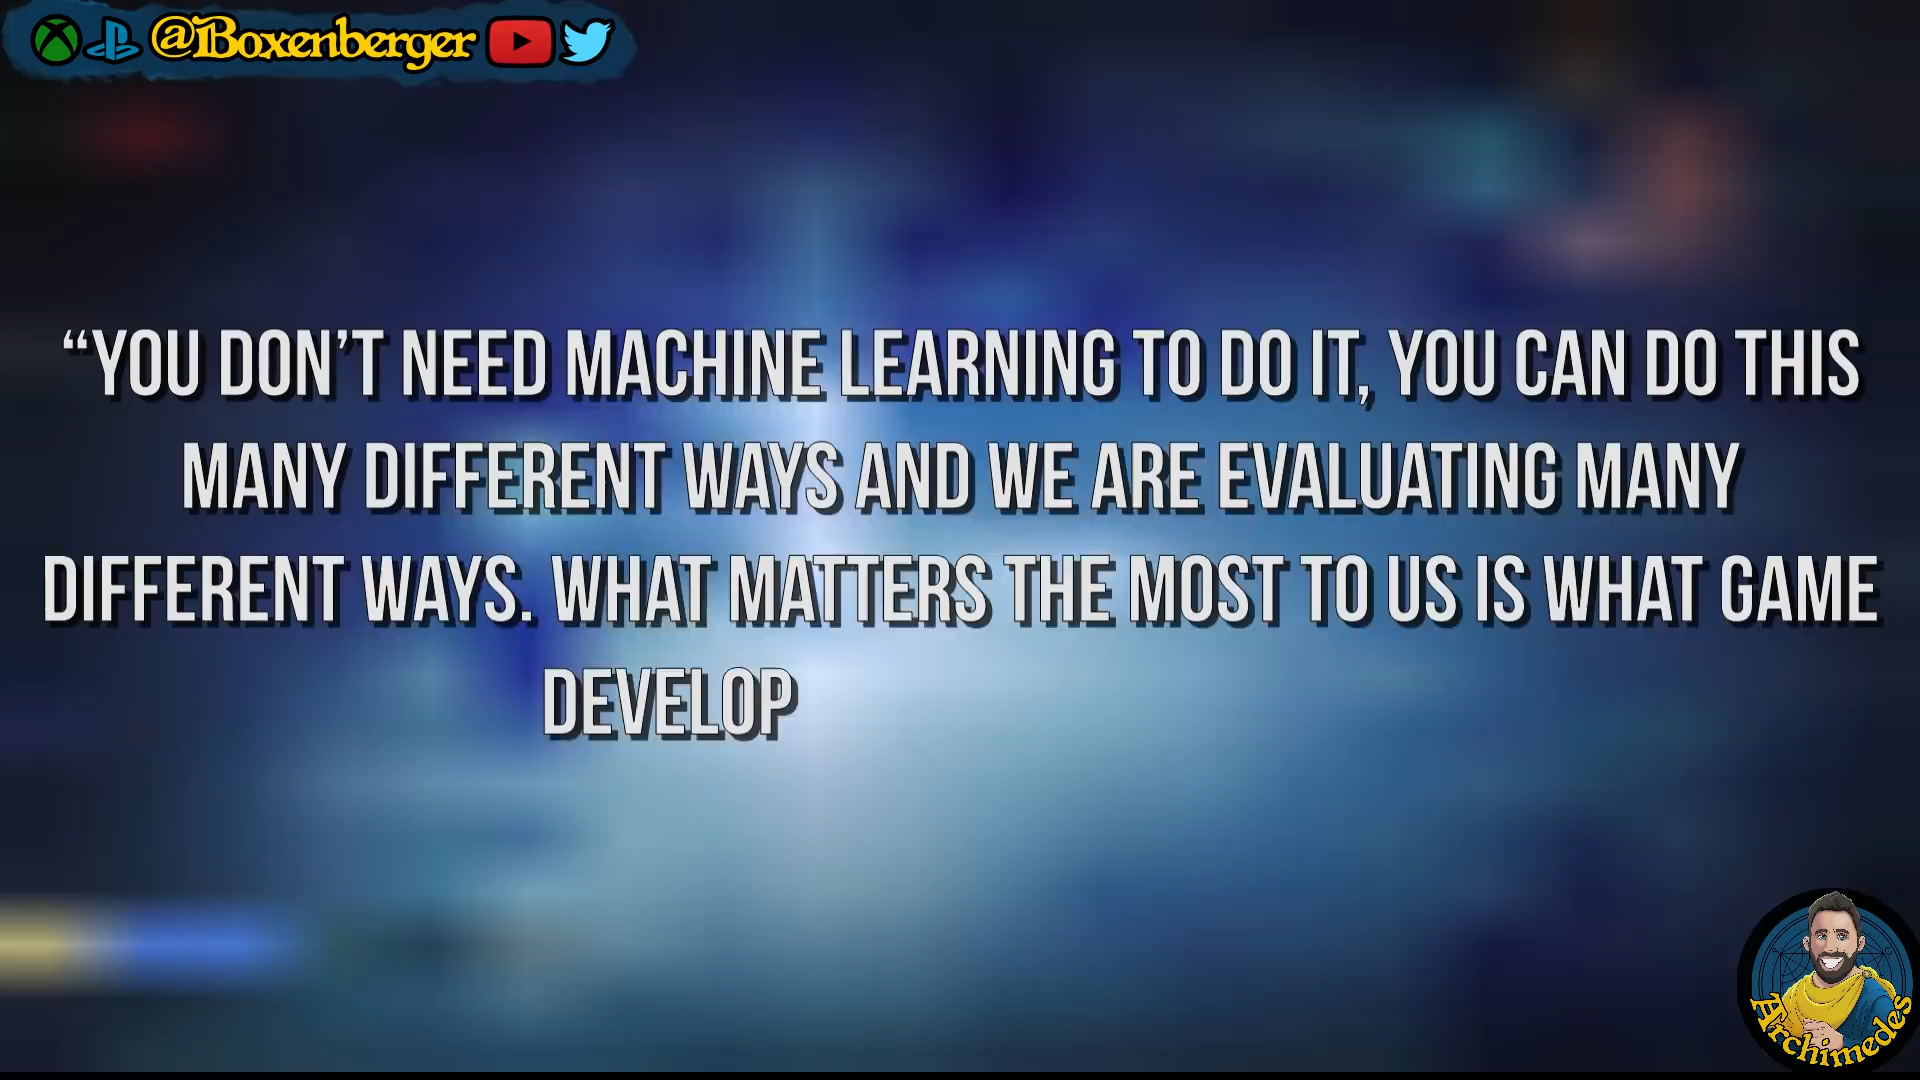 @Boxenberger
“YOU DON’T NEED MACHINE LEARNING TO DO IT, YOU CAN DO THIS
MANY DIFFERENT WAYS AND WE ARE EVALUATING MANY
DIFFERENT WAYS. WHAT MATTERS THE MOST TO US IS WHAT GAME
DEVELOP
Archimedes